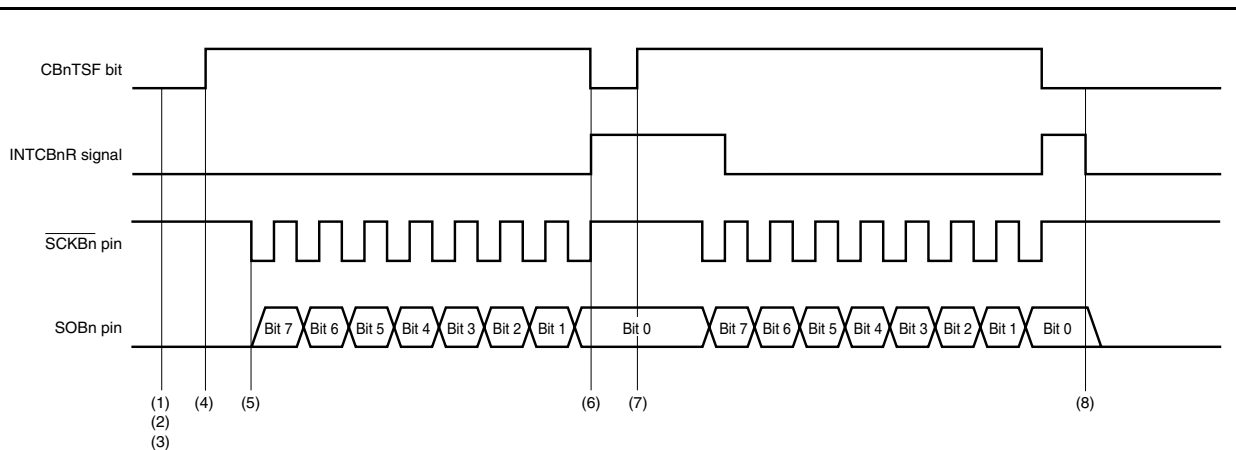 CBnTSF bit
INTCBnR signal
SCKBn pin
SOBn pin
Bit 7 Bit 6 Bit 5 Bit 4 Bit 3 Bit 2 Bit 1 Bit 0 Bit 7 Bit 6 Bit 5 Bit 4 Bit 3 Bit 2 Bit 1 Bit 0
(1) (4) (5) (6) (7) (8)
(2)
(3)